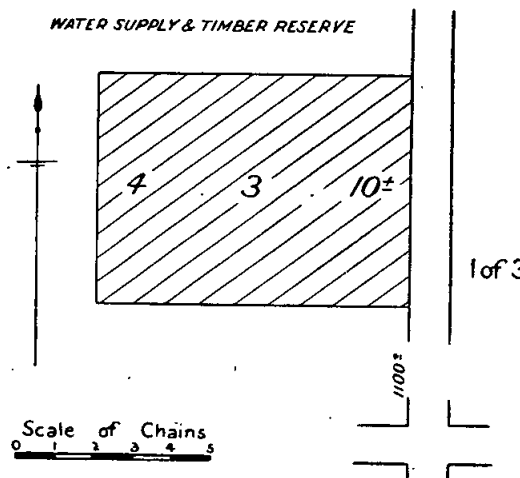 WATER SUPPLY & TIMBER RESERVE
4 3 10±
1 of 3
1100±
Scale of Chains
0 1 2 3 4 5